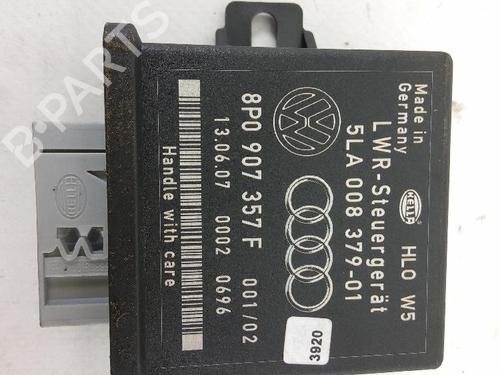 Made in
Germany
HELLA
HLO W5
LWR-Steuergerät
5LA 008 379-01
3920
8P0 907 357 F 001/02
13.06.07 0002 0696
Handle with care
HELLA
B-PARTS